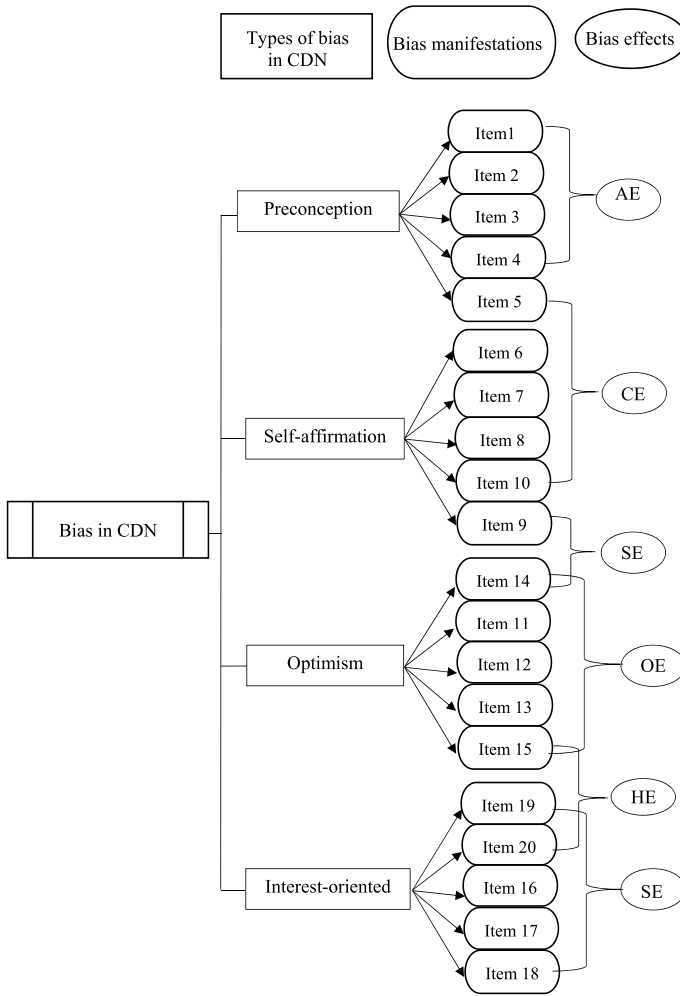 Types of bias
in CDN
Bias manifestations
Bias effects
Item1
Item 2
Item 3
Item 4
Item 5
Preconception
AE
Item 6
Item 7
Item 8
Item 10
Item 9
Self-affirmation
CE
Bias in CDN
SE
Item 14
Item 11
Item 12
Item 13
Item 15
Optimism
OE
HE
Item 19
Item 20
Item 16
Item 17
Item 18
Interest-oriented
SE